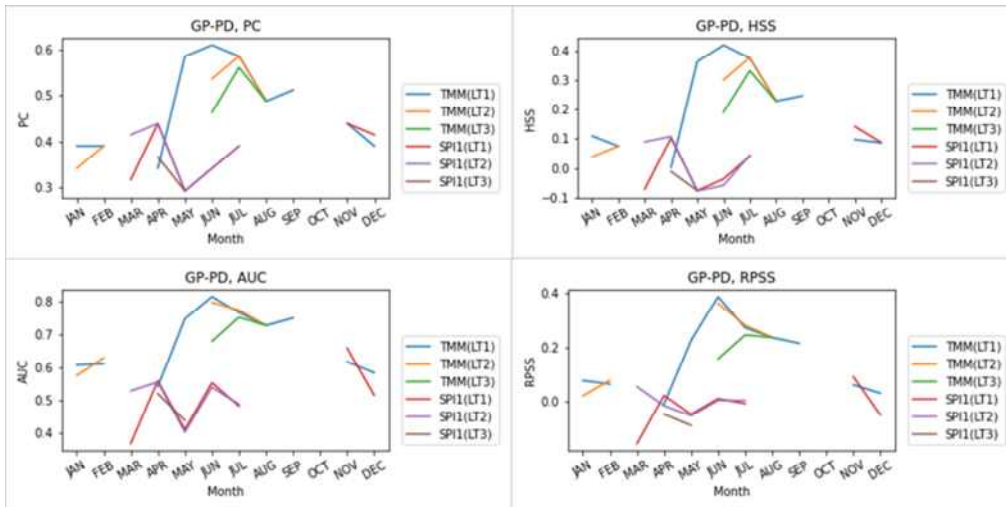 GP-PD, PC
PC
0.6
0.5
0.4
0.3
JAN FEB MAR APR MAY JUN JUL AUG SEP OCT NOV DEC
Month
TMM(LT1)
TMM(LT2)
TMM(LT3)
SPI1(LT1)
SPI1(LT2)
SPI1(LT3)
GP-PD, HSS
HSS
0.4
0.3
0.2
0.1
0.0
−0.1
JAN FEB MAR APR MAY JUN JUL AUG SEP OCT NOV DEC
Month
TMM(LT1)
TMM(LT2)
TMM(LT3)
SPI1(LT1)
SPI1(LT2)
SPI1(LT3)
GP-PD, AUC
AUC
0.8
0.7
0.6
0.5
0.4
JAN FEB MAR APR MAY JUN JUL AUG SEP OCT NOV DEC
Month
TMM(LT1)
TMM(LT2)
TMM(LT3)
SPI1(LT1)
SPI1(LT2)
SPI1(LT3)
GP-PD, RPSS
RPSS
0.4
0.2
0.0
JAN FEB MAR APR MAY JUN JUL AUG SEP OCT NOV DEC
Month
TMM(LT1)
TMM(LT2)
TMM(LT3)
SPI1(LT1)
SPI1(LT2)
SPI1(LT3)